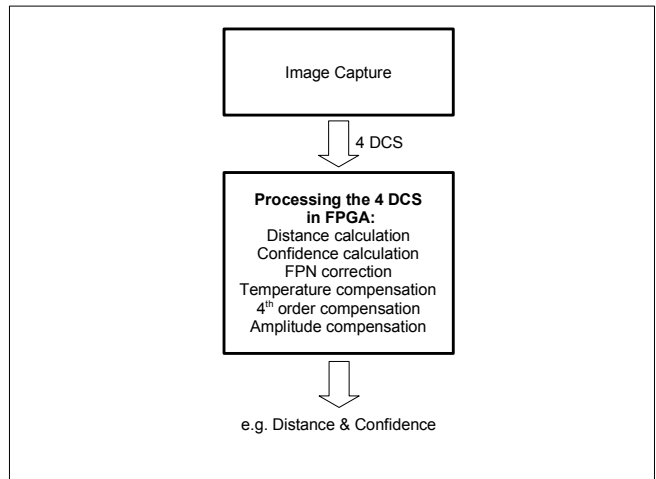 Image Capture
4 DCS
Processing the 4 DCS
in FPGA:
Distance calculation
Confidence calculation
FPN correction
Temperature compensation
4th order compensation
Amplitude compensation
e.g. Distance & Confidence